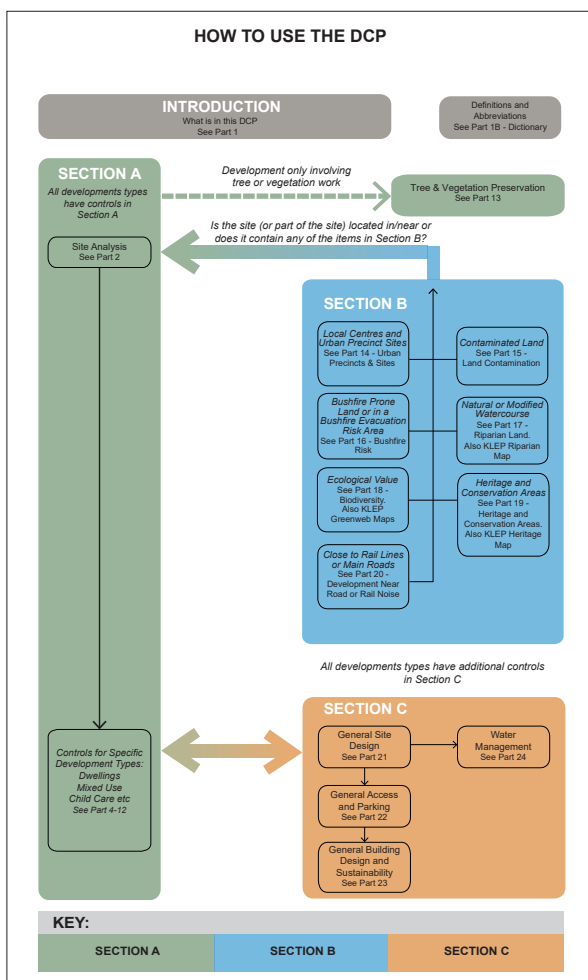 HOW TO USE THE DCP
INTRODUCTION
What is in this DCP
See Part 1
Definitions and
Abbreviations
See Part 1B - Dictionary
SECTION A
All developments types
have controls in
Section A
Development only involving
tree or vegetation work
Tree & Vegetation Preservation
See Part 13
Is the site (or part of the site) located in/near or
does it contain any of the items in Section B?
Site Analysis
See Part 2
SECTION B
Local Centres and
Urban Precinct Sites
See Part 14 - Urban
Precincts & Sites
Contaminated Land
See Part 15 -
Land Contamination
Bushfire Prone
Land or in a
Bushfire Evacuation
Risk Area
See Part 16 - Bushfire
Risk
Natural or Modified
Watercourse
See Part 17 -
Riparian Land.
Also KLEP Riparian
Map
Ecological Value
See Part 18 -
Biodiversity.
Also KLEP
Greenweb Maps
Heritage and
Conservation Areas
See Part 19 -
Heritage and
Conservation Areas.
Also KLEP Heritage
Map
Close to Rail Lines
or Main Roads
See Part 20 -
Development Near
Road or Rail Noise
All developments types have additional controls
in Section C
SECTION C
General Site
Design
See Part 21
Water
Management
See Part 24
General Access
and Parking
See Part 22
General Building
Design and
Sustainability
See Part 23
Controls for Specific
Development Types:
Dwellings
Mixed Use
Child Care etc
See Part 4-12
KEY:
SECTION A
SECTION B
SECTION C